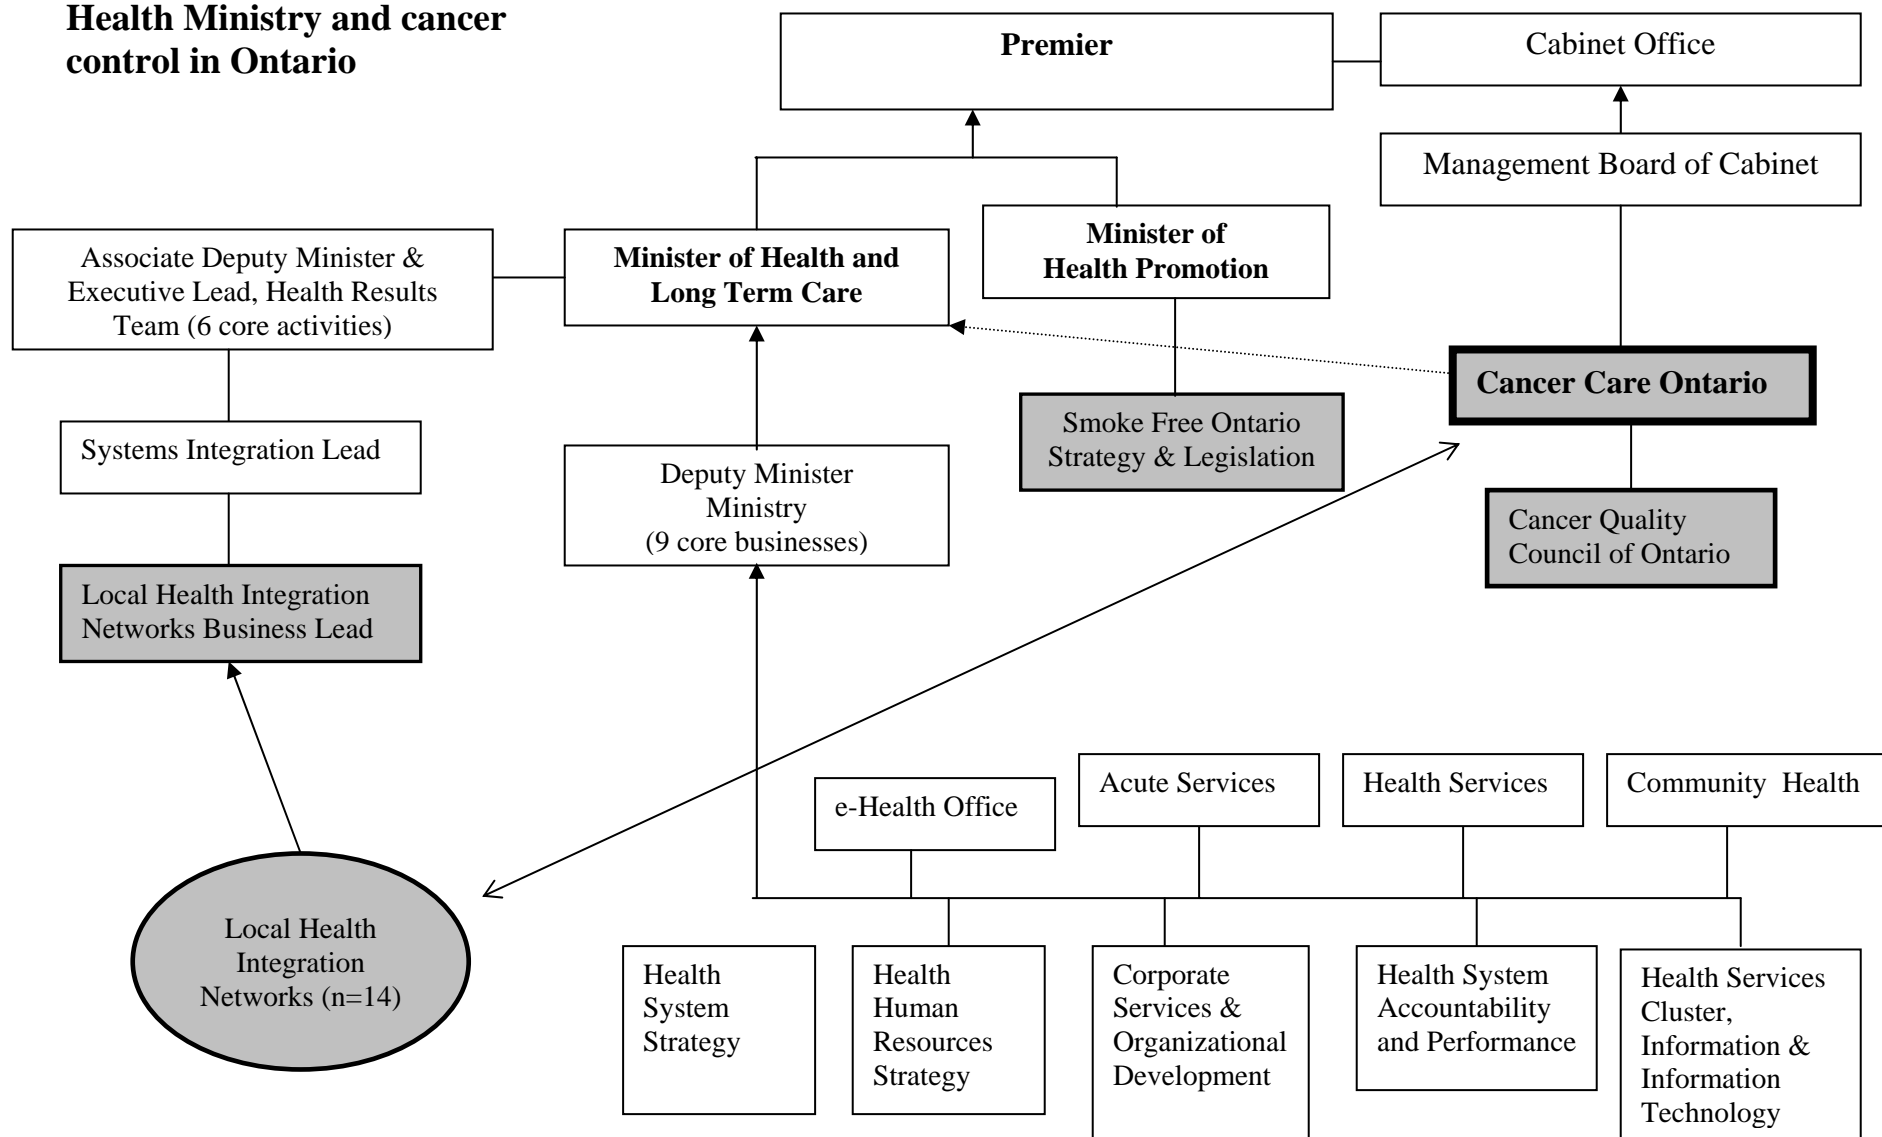 Health Ministry and cancer
control in Ontario
Premier
Cabinet Office
Management Board of Cabinet
Associate Deputy Minister &
Executive Lead, Health Results
Team (6 core activities)
Minister of Health and
Long Term Care
Minister of
Health Promotion
Cancer Care Ontario
Systems Integration Lead
Deputy Minister
Ministry
(9 core businesses)
Smoke Free Ontario
Strategy & Legislation
Cancer Quality
Council of Ontario
Local Health Integration
Networks Business Lead
e-Health Office
Acute Services
Health Services
Community  Health
Local Health
Integration
Networks (n=14)
Health
System
Strategy
Health
Human
Resources
Strategy
Corporate
Services &
Organizational
Development
Health System
Accountability
and Performance
Health Services
Cluster,
Information &
Information
Technology